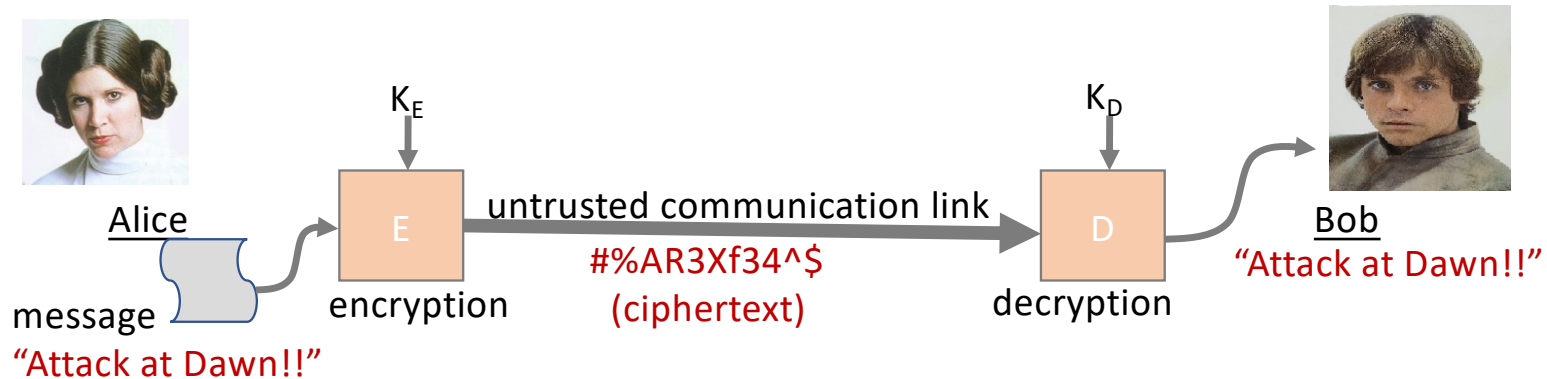 K_E
K_D
Alice
E
untrusted communication link
D
Bob
#%AR3Xf34^$
"Attack at Dawn!!"
encryption
(ciphertext)
decryption
message
"Attack at Dawn!!"